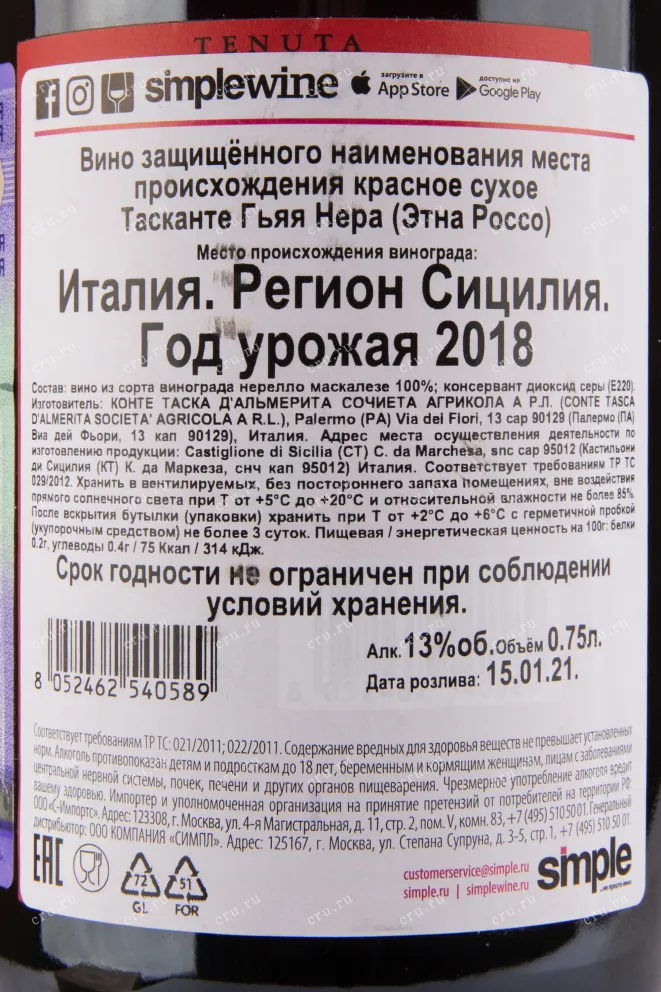 TENUTA
simplewine загрузите в App Store доступно на Google Play
Вино защищённого наименования места
происхождения красное сухое
Тасканте Гьяя Нера (Этна Россо)
Место происхождения винограда:
Италия. Регион Сицилия.
Год урожая 2018
Состав: вино из сорта винограда нерелло маскалезе 100%; консервант диоксид серы (E220).
Изготовитель: КОНТЕ ТАСКА Д'АЛЬМЕРИТА СОЧИЕТА АГРИКОЛА А Р.Л. (CONTE TASCA
D'ALMERITA SOCIETA' AGRICOLA A R.L.), Palermo (PA) Via dei Fiori, 13 cap 90129 (Палермо (ПА)
Виа дей Фьори, 13 кап 90129), Италия. Адрес места осуществления деятельности по
изготовлению продукции: Castiglione di Sicilia (CT) C. da Marchesa, snc cap 95012 (Кастильони
ди Сицилия (КТ) К. да Маркеза, снч кап 95012) Италия. Соответствует требованиям ТР ТС
029/2012. Хранить в вентилируемых, без постороннего запаха помещениях, вне воздействия
прямого солнечного света при Т от +5°С до +20°С и относительной влажности не более 85%.
После вскрытия бутылки (упаковки) хранить при Т от +2°С до +6°С с герметичной пробкой
(укупорочным средством) не более 3 суток. Пищевая / энергетическая ценность на 100г: белки
0.2г, углеводы 0.4г / 75 Ккал / 314 кДж.
Срок годности не ограничен при соблюдении
условий хранения.
Алк. 13%об. Объём 0.75л.
Дата розлива: 15.01.21.
8 052462 540589
Соответствует требованиям ТР ТС: 021/2011; 022/2011. Содержание вредных для здоровья веществ не превышает установленных
норм. Алкоголь противопоказан детям и подросткам до 18 лет, беременным и кормящим женщинам, лицам с заболеваниями
центральной нервной системы, почек, печени и других органов пищеварения. Чрезмерное употребление алкоголя вредит
вашему здоровью. Импортер и уполномоченная организация на принятие претензий от потребителей на территории РФ:
ООО «С-Импортс». Адрес: 123308, г. Москва, ул. 4-я Магистральная, д. 11, стр. 2, пом. V, комн. 83, +7 (495) 510 50 01. Генеральный
дистрибьютор: ООО КОМПАНИЯ «СИМПЛ». Адрес: 125167, г. Москва, ул. Степана Супруна, д. 3-5, стр. 1, +7 (495) 510 50 01.
EAC 72 GL 51 FOR
customerservice@simple.ru
simple.ru | simplewine.ru
simple
...не просто вино
cru.ru